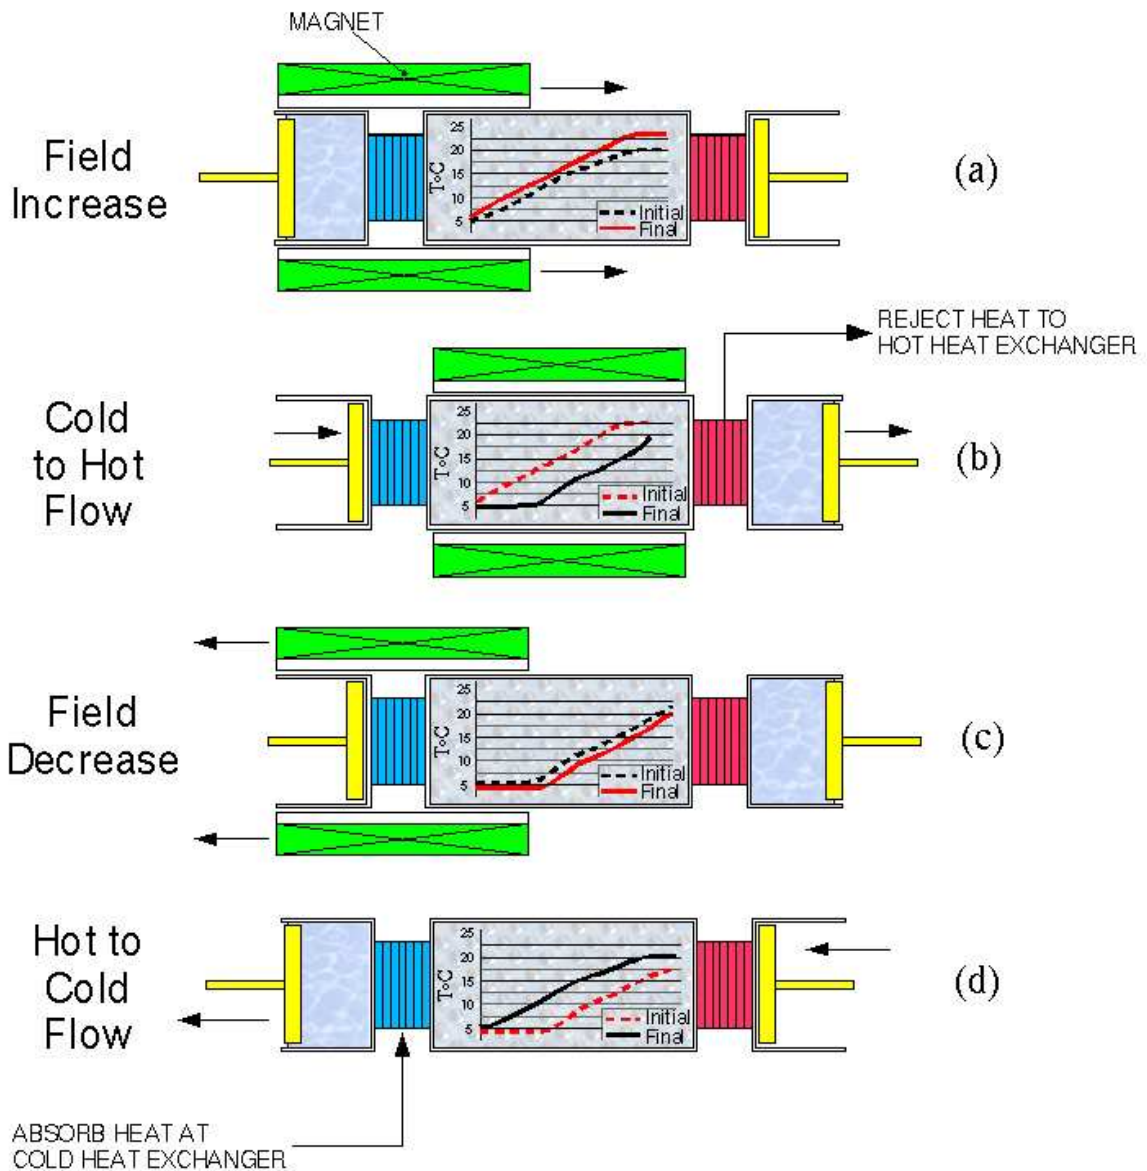 MAGNET
Field
Increase
25
20
15
10
5
T°C
Initial
Final
(a)
REJECT HEAT TO
HOT HEAT EXCHANGER
Cold
to Hot
Flow
25
20
15
10
5
T°C
Initial
Final
(b)
Field
Decrease
25
20
15
10
5
T°C
Initial
Final
(c)
Hot to
Cold
Flow
25
20
15
10
5
T°C
Initial
Final
(d)
ABSORB HEAT AT
COLD HEAT EXCHANGER